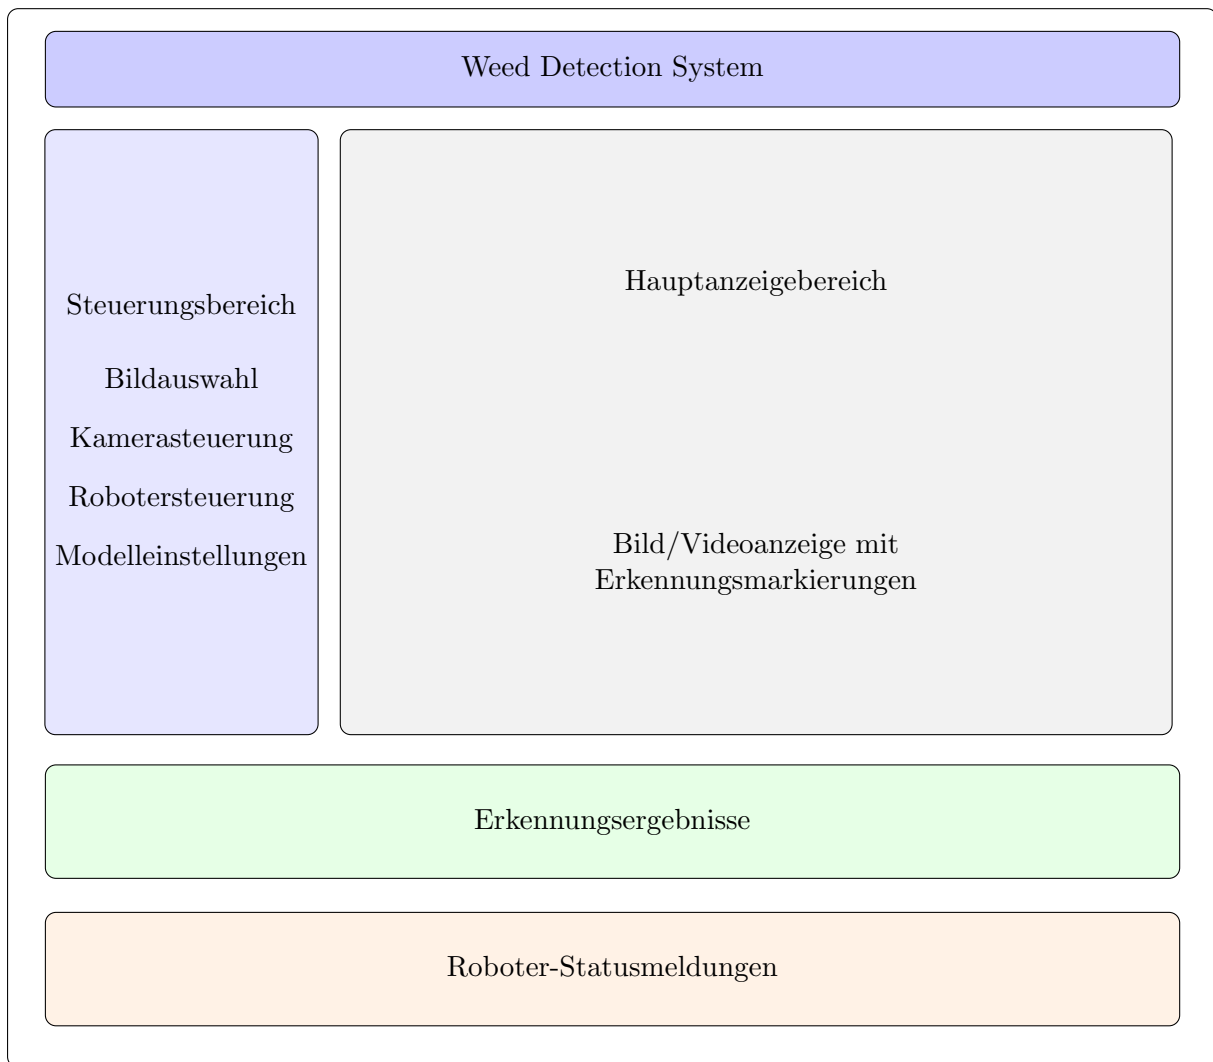 Weed Detection System
Steuerungsbereich
Bildauswahl
Kamerasteuerung
Robotersteuerung
Modelleinstellungen
Hauptanzeigebereich
Bild/Videoanzeige mit
Erkennungsmarkierungen
Erkennungsergebnisse
Roboter-Statusmeldungen